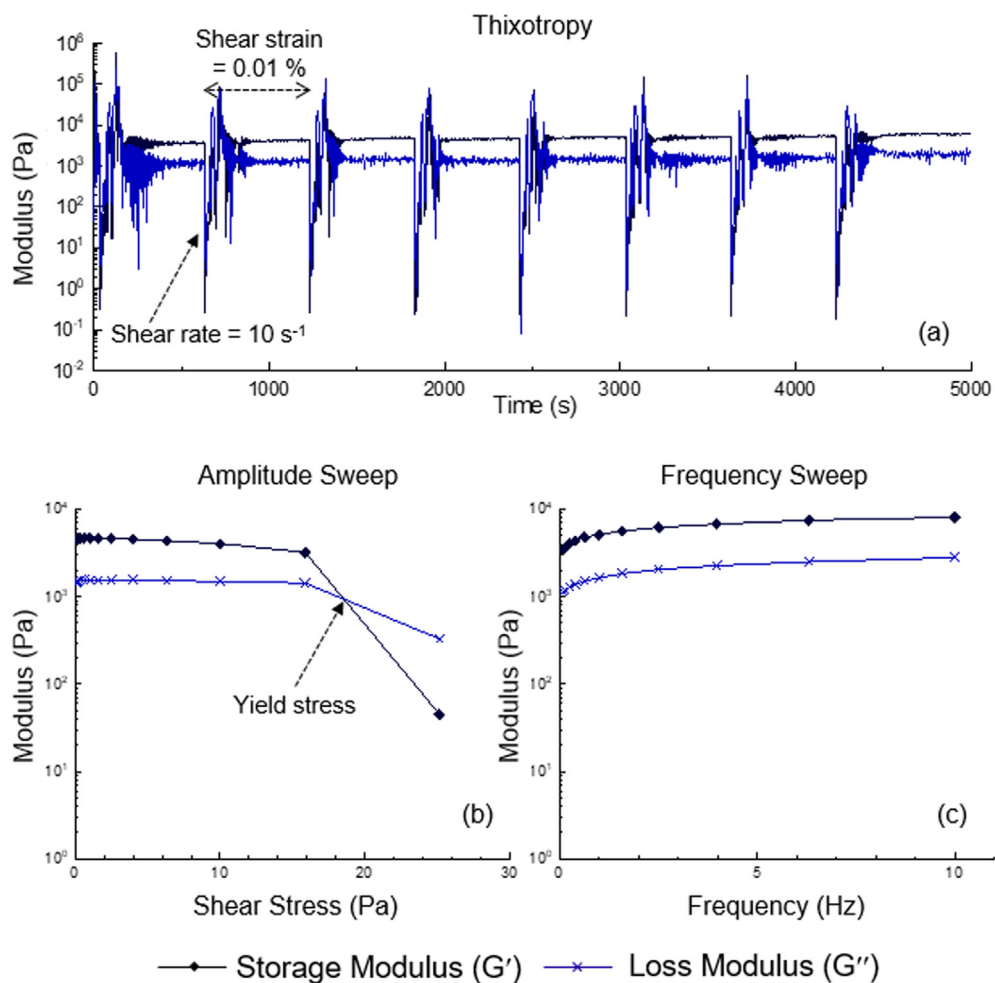 Thixotropy
Shear strain
= 0.01 %
Modulus (Pa)
10⁶
10⁵
10⁴
10³
10²
10¹
10⁰
10⁻¹
10⁻²
Shear rate = 10 s⁻¹
(a)
0 1000 2000 3000 4000 5000
Time (s)
Amplitude Sweep
Modulus (Pa)
10⁴
10³
10²
10¹
10⁰
Yield stress
(b)
0 10 20 30
Shear Stress (Pa)
Frequency Sweep
Modulus (Pa)
10⁴
10³
10²
10¹
10⁰
(c)
0 5 10
Frequency (Hz)
Storage Modulus (G′) Loss Modulus (G″)